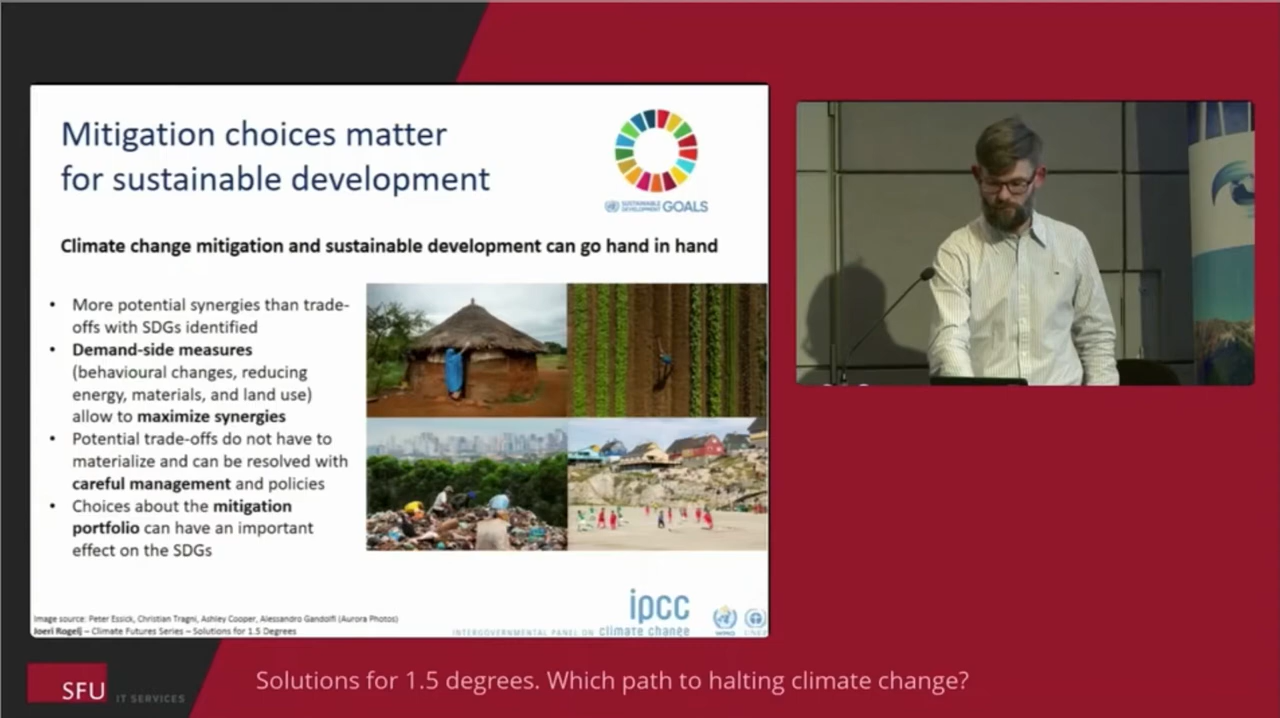 Mitigation choices matter
for sustainable development
SUSTAINABLE
DEVELOPMENT GOALS
Climate change mitigation and sustainable development can go hand in hand
• More potential synergies than trade-
offs with SDGs identified
• Demand-side measures
(behavioural changes, reducing
energy, materials, and land use)
allow to maximize synergies
• Potential trade-offs do not have to
materialize and can be resolved with
careful management and policies
• Choices about the mitigation
portfolio can have an important
effect on the SDGs
Image source: Peter Essick, Christian Tragni, Ashley Cooper, Alessandro Gandolfi (Aurora Photos)
Joeri Rogelj – Climate Futures Series – Solutions for 1.5 Degrees
ipcc
INTERGOVERNMENTAL PANEL ON climate change
WMO
UNEP
SFU IT SERVICES
Solutions for 1.5 degrees. Which path to halting climate change?